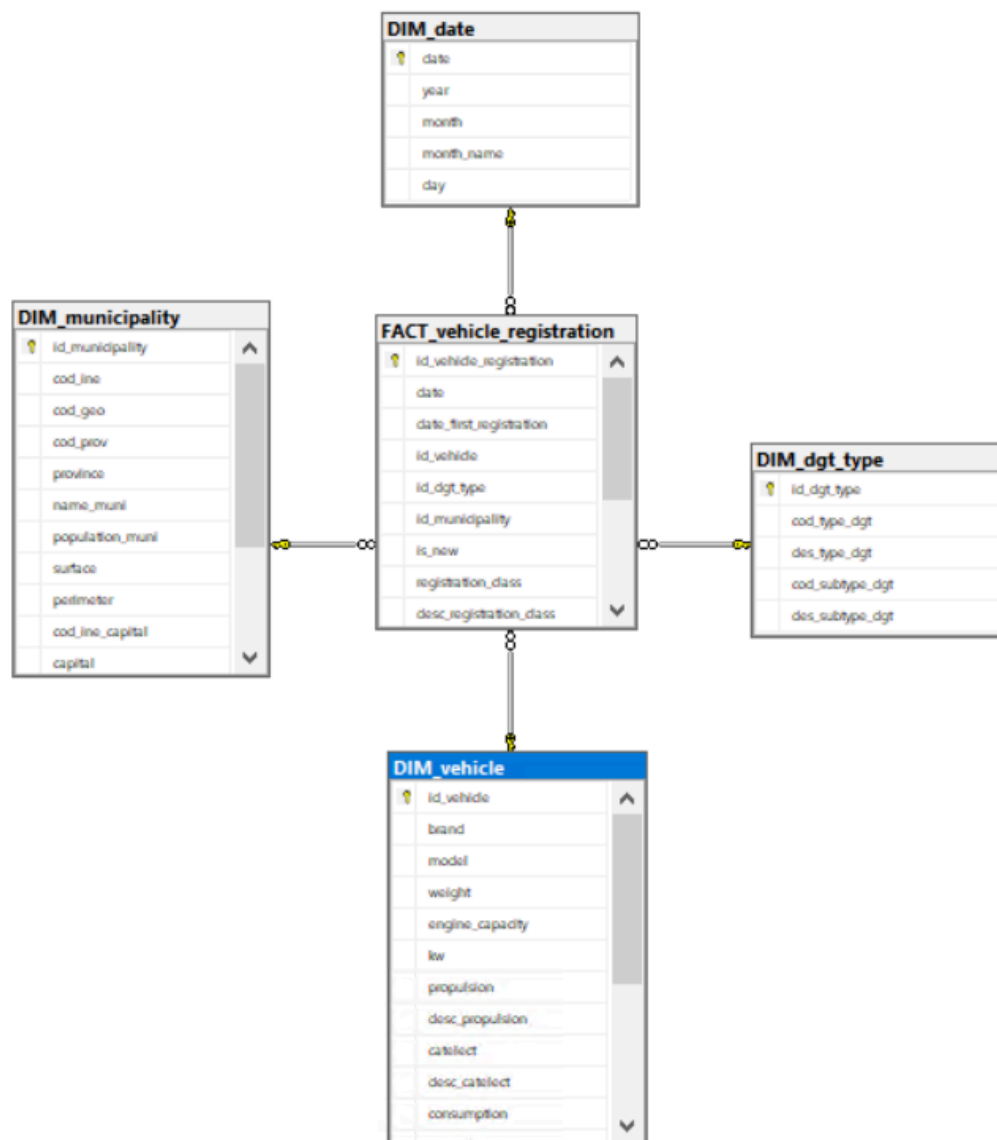 DIM_date
date
year
month
month_name
day
DIM_municipality
id_municipality
cod_ine
cod_geo
cod_prov
province
name_muni
population_muni
surface
perimeter
cod_ine_capital
capital
FACT_vehicle_registration
id_vehicle_registration
date
date_first_registration
id_vehicle
id_dgt_type
id_municipality
is_new
registration_class
desc_registration_class
DIM_dgt_type
id_dgt_type
cod_type_dgt
des_type_dgt
cod_subtype_dgt
des_subtype_dgt
DIM_vehicle
id_vehicle
brand
model
weight
engine_capacity
kw
propulsion
desc_propulsion
catelect
desc_catelect
consumption